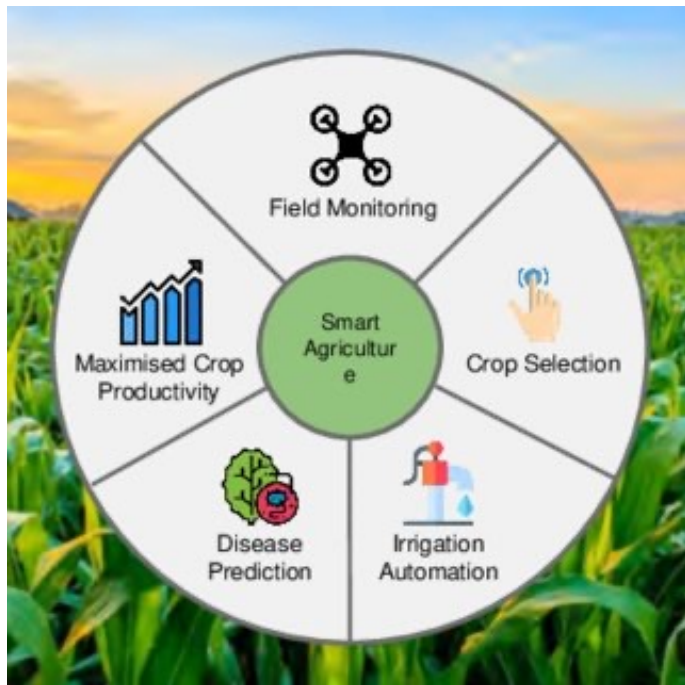 Field Monitoring
Smart
Agricultur
e
Crop Selection
Maximised Crop
Productivity
Disease
Prediction
Irrigation
Automation